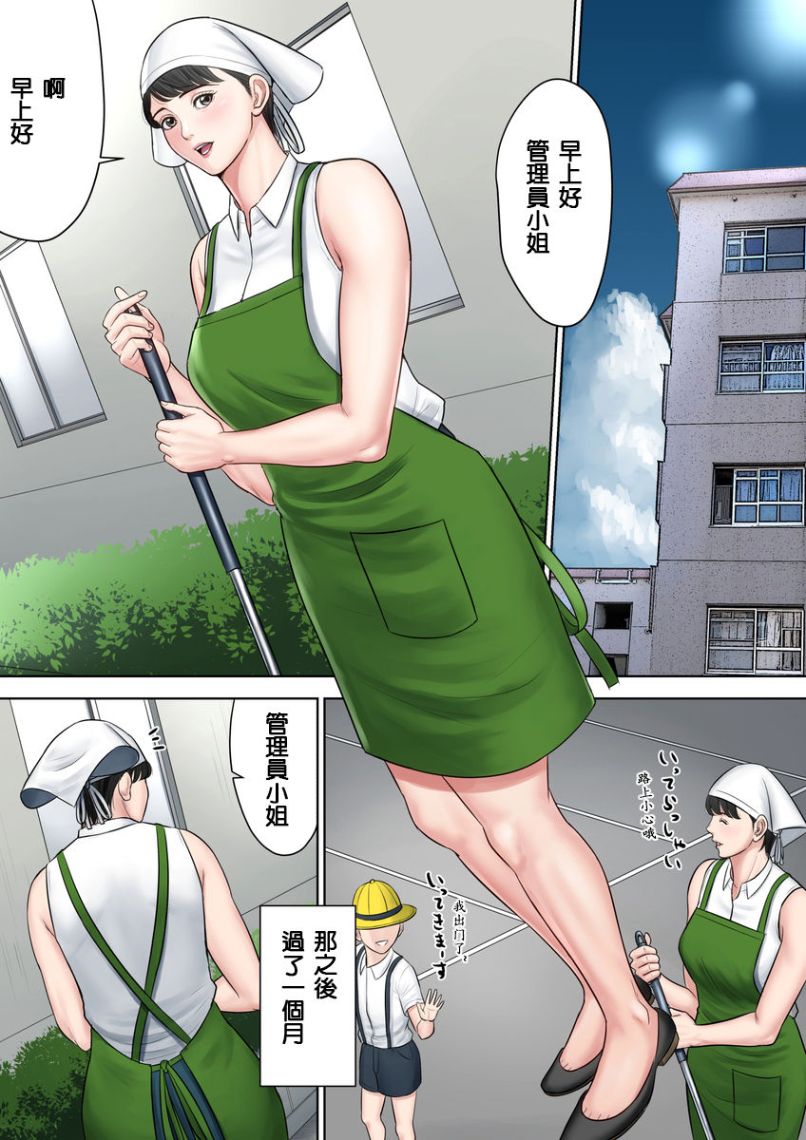 早上好
管理員小姐
啊
早上好
いってらっしゃい
路上小心哦
我出门了~
いってきまーす
那之後
過了一個月
管理員小姐